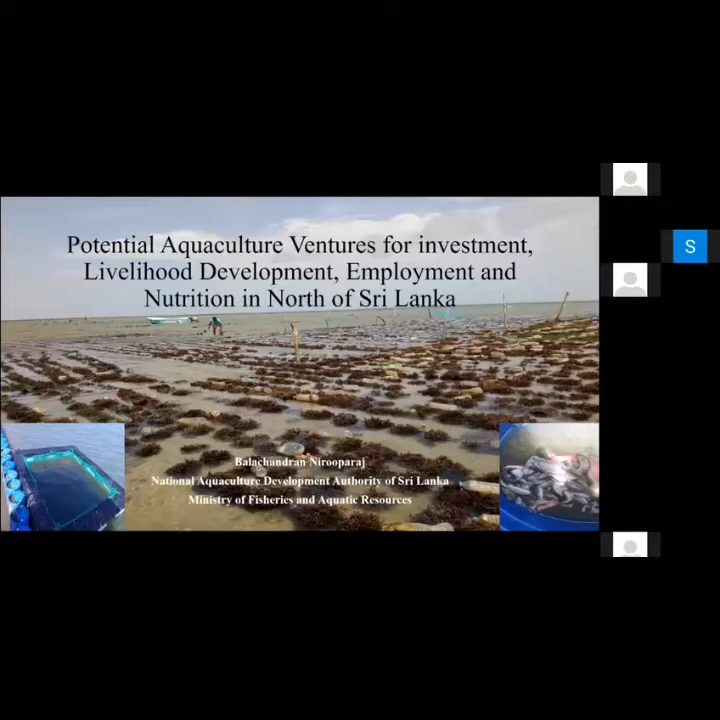 Potential Aquaculture Ventures for investment,
Livelihood Development, Employment and
Nutrition in North of Sri Lanka
Balachandran Nirooparaj
National Aquaculture Development Authority of Sri Lanka
Ministry of Fisheries and Aquatic Resources
S